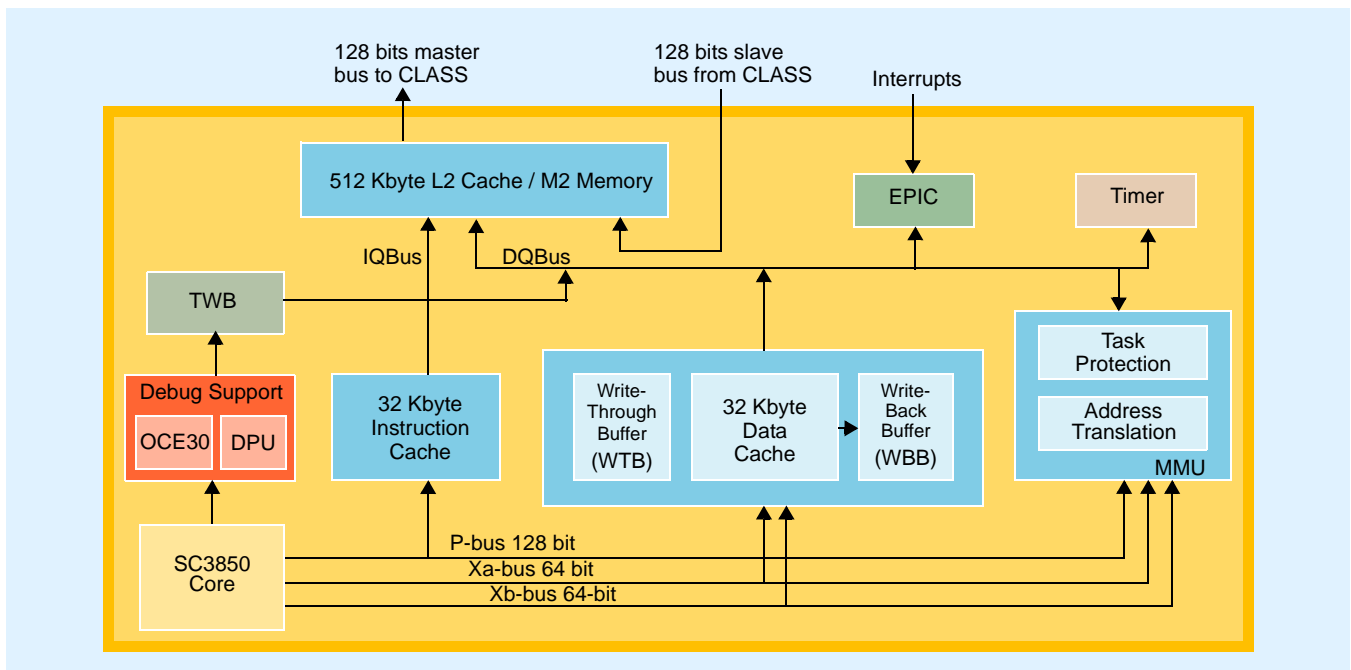 128 bits master
bus to CLASS
128 bits slave
bus from CLASS
Interrupts
512 Kbyte L2 Cache / M2 Memory
EPIC
Timer
IQBus
DQBus
TWB
Task
Protection
Address
Translation
MMU
Debug Support
OCE30
DPU
32 Kbyte
Instruction
Cache
Write-
Through
Buffer
(WTB)
32 Kbyte
Data
Cache
Write-
Back
Buffer
(WBB)
SC3850
Core
P-bus 128 bit
Xa-bus 64 bit
Xb-bus 64-bit